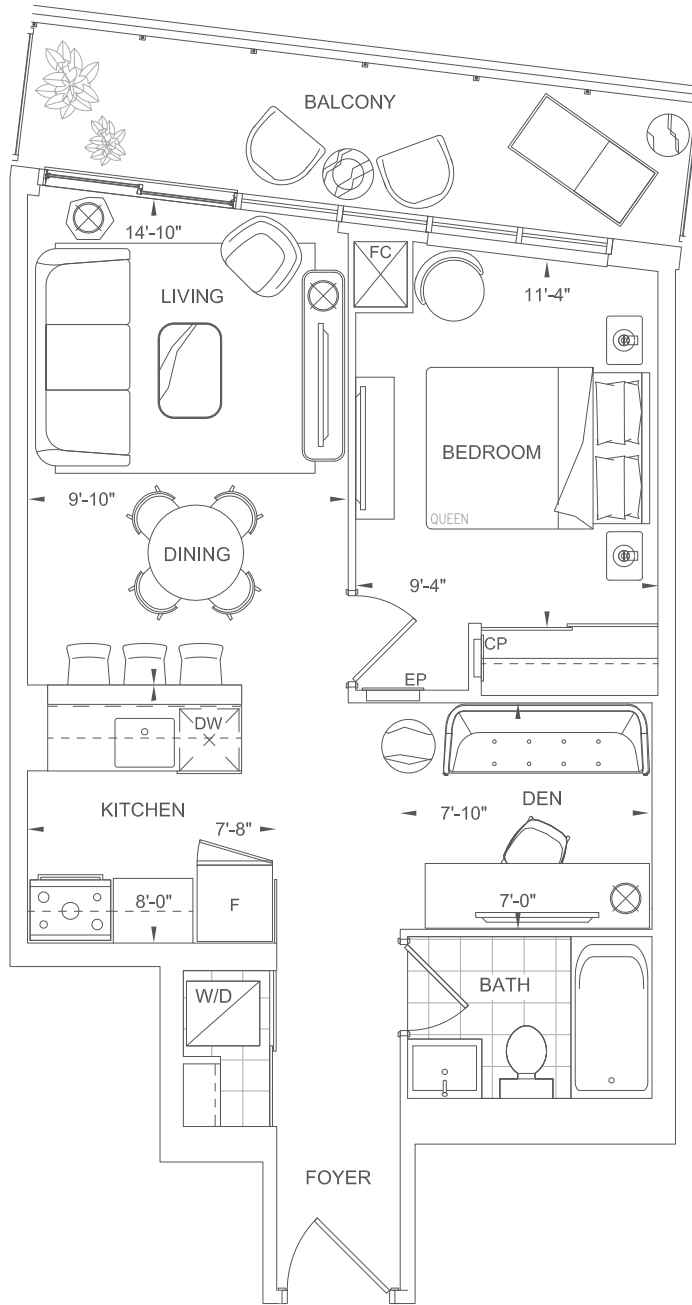 BALCONY
14'-10"
FC
LIVING
11'-4"
BEDROOM
9'-10"
QUEEN
DINING
9'-4"
CP
EP
DW
DEN
KITCHEN
7'-10"
7'-8"
8'-0"
F
7'-0"
BATH
W/D
FOYER